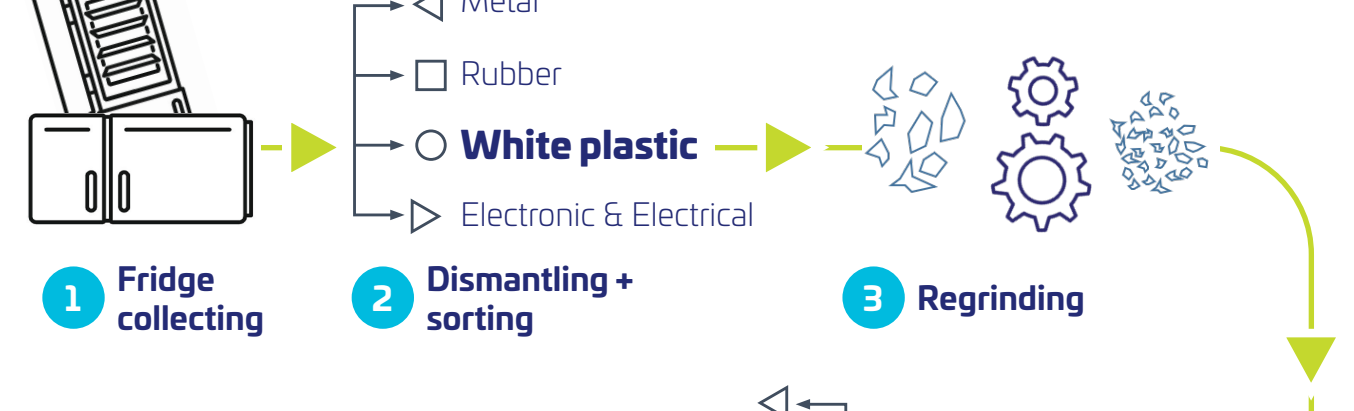 Metal
Rubber
White plastic
Electronic & Electrical
1 Fridge
collecting
2 Dismantling +
sorting
3 Regrinding